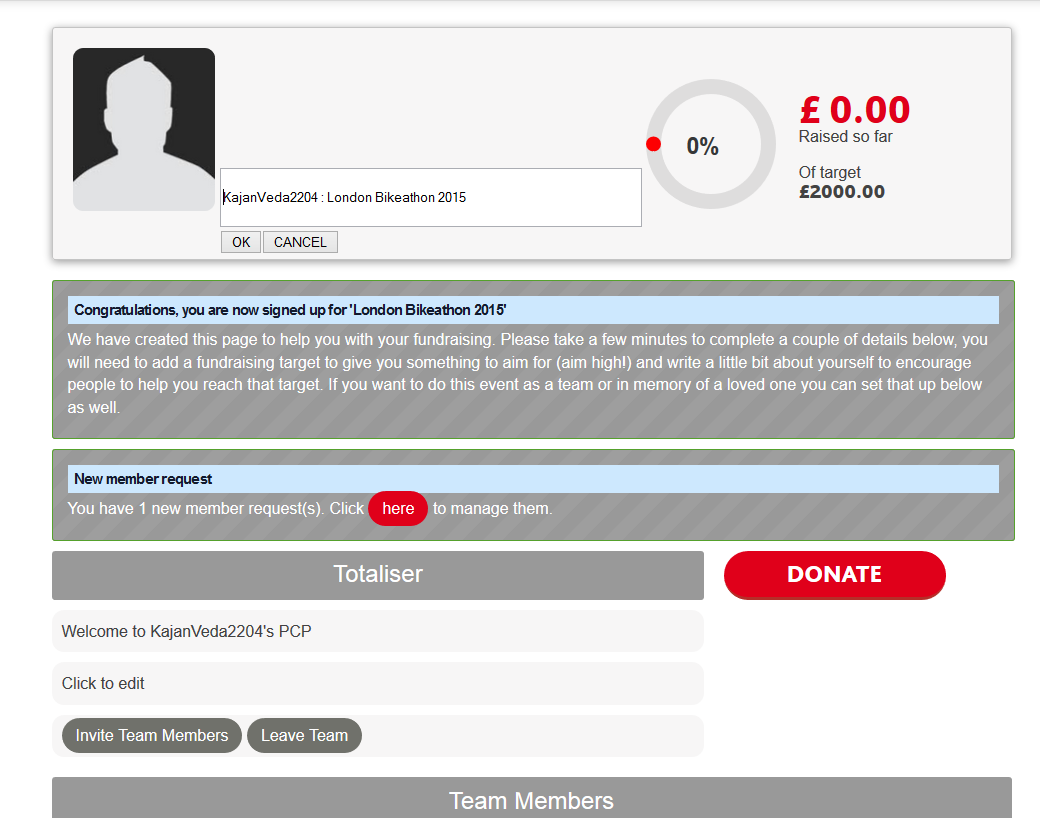 KajanVeda2204 : London Bikeathon 2015
OK CANCEL
0%
£ 0.00
Raised so far
Of target
£2000.00
Congratulations, you are now signed up for 'London Bikeathon 2015'
We have created this page to help you with your fundraising. Please take a few minutes to complete a couple of details below, you
will need to add a fundraising target to give you something to aim for (aim high!) and write a little bit about yourself to encourage
people to help you reach that target. If you want to do this event as a team or in memory of a loved one you can set that up below
as well.
New member request
You have 1 new member request(s). Click here to manage them.
Totaliser
DONATE
Welcome to KajanVeda2204's PCP
Click to edit
Invite Team Members Leave Team
Team Members